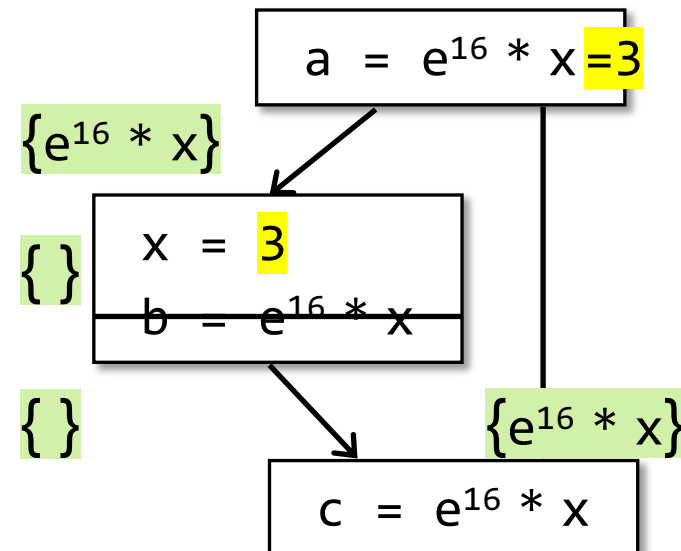 a = e¹⁶ * x =3
{e¹⁶ * x}
x = 3
{ }
b = e¹⁶ * x
{ }
{e¹⁶ * x}
c = e¹⁶ * x